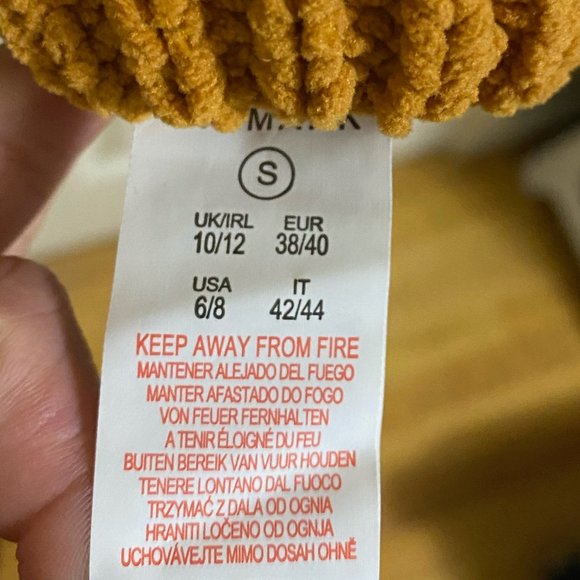 S
UK/IRL EUR
10/12 38/40
USA IT
6/8 42/44
KEEP AWAY FROM FIRE
MANTENER ALEJADO DEL FUEGO
MANTER AFASTADO DO FOGO
VON FEUER FERNHALTEN
A TENIR ÉLOIGNÉ DU FEU
BUITEN BEREIK VAN VUUR HOUDEN
TENERE LONTANO DAL FUOCO
TRZYMAĆ Z DALA OD OGNIA
HRANITI LOČENO OD OGNJA
UCHOVÁVEJTE MIMO DOSAH OHNĚ